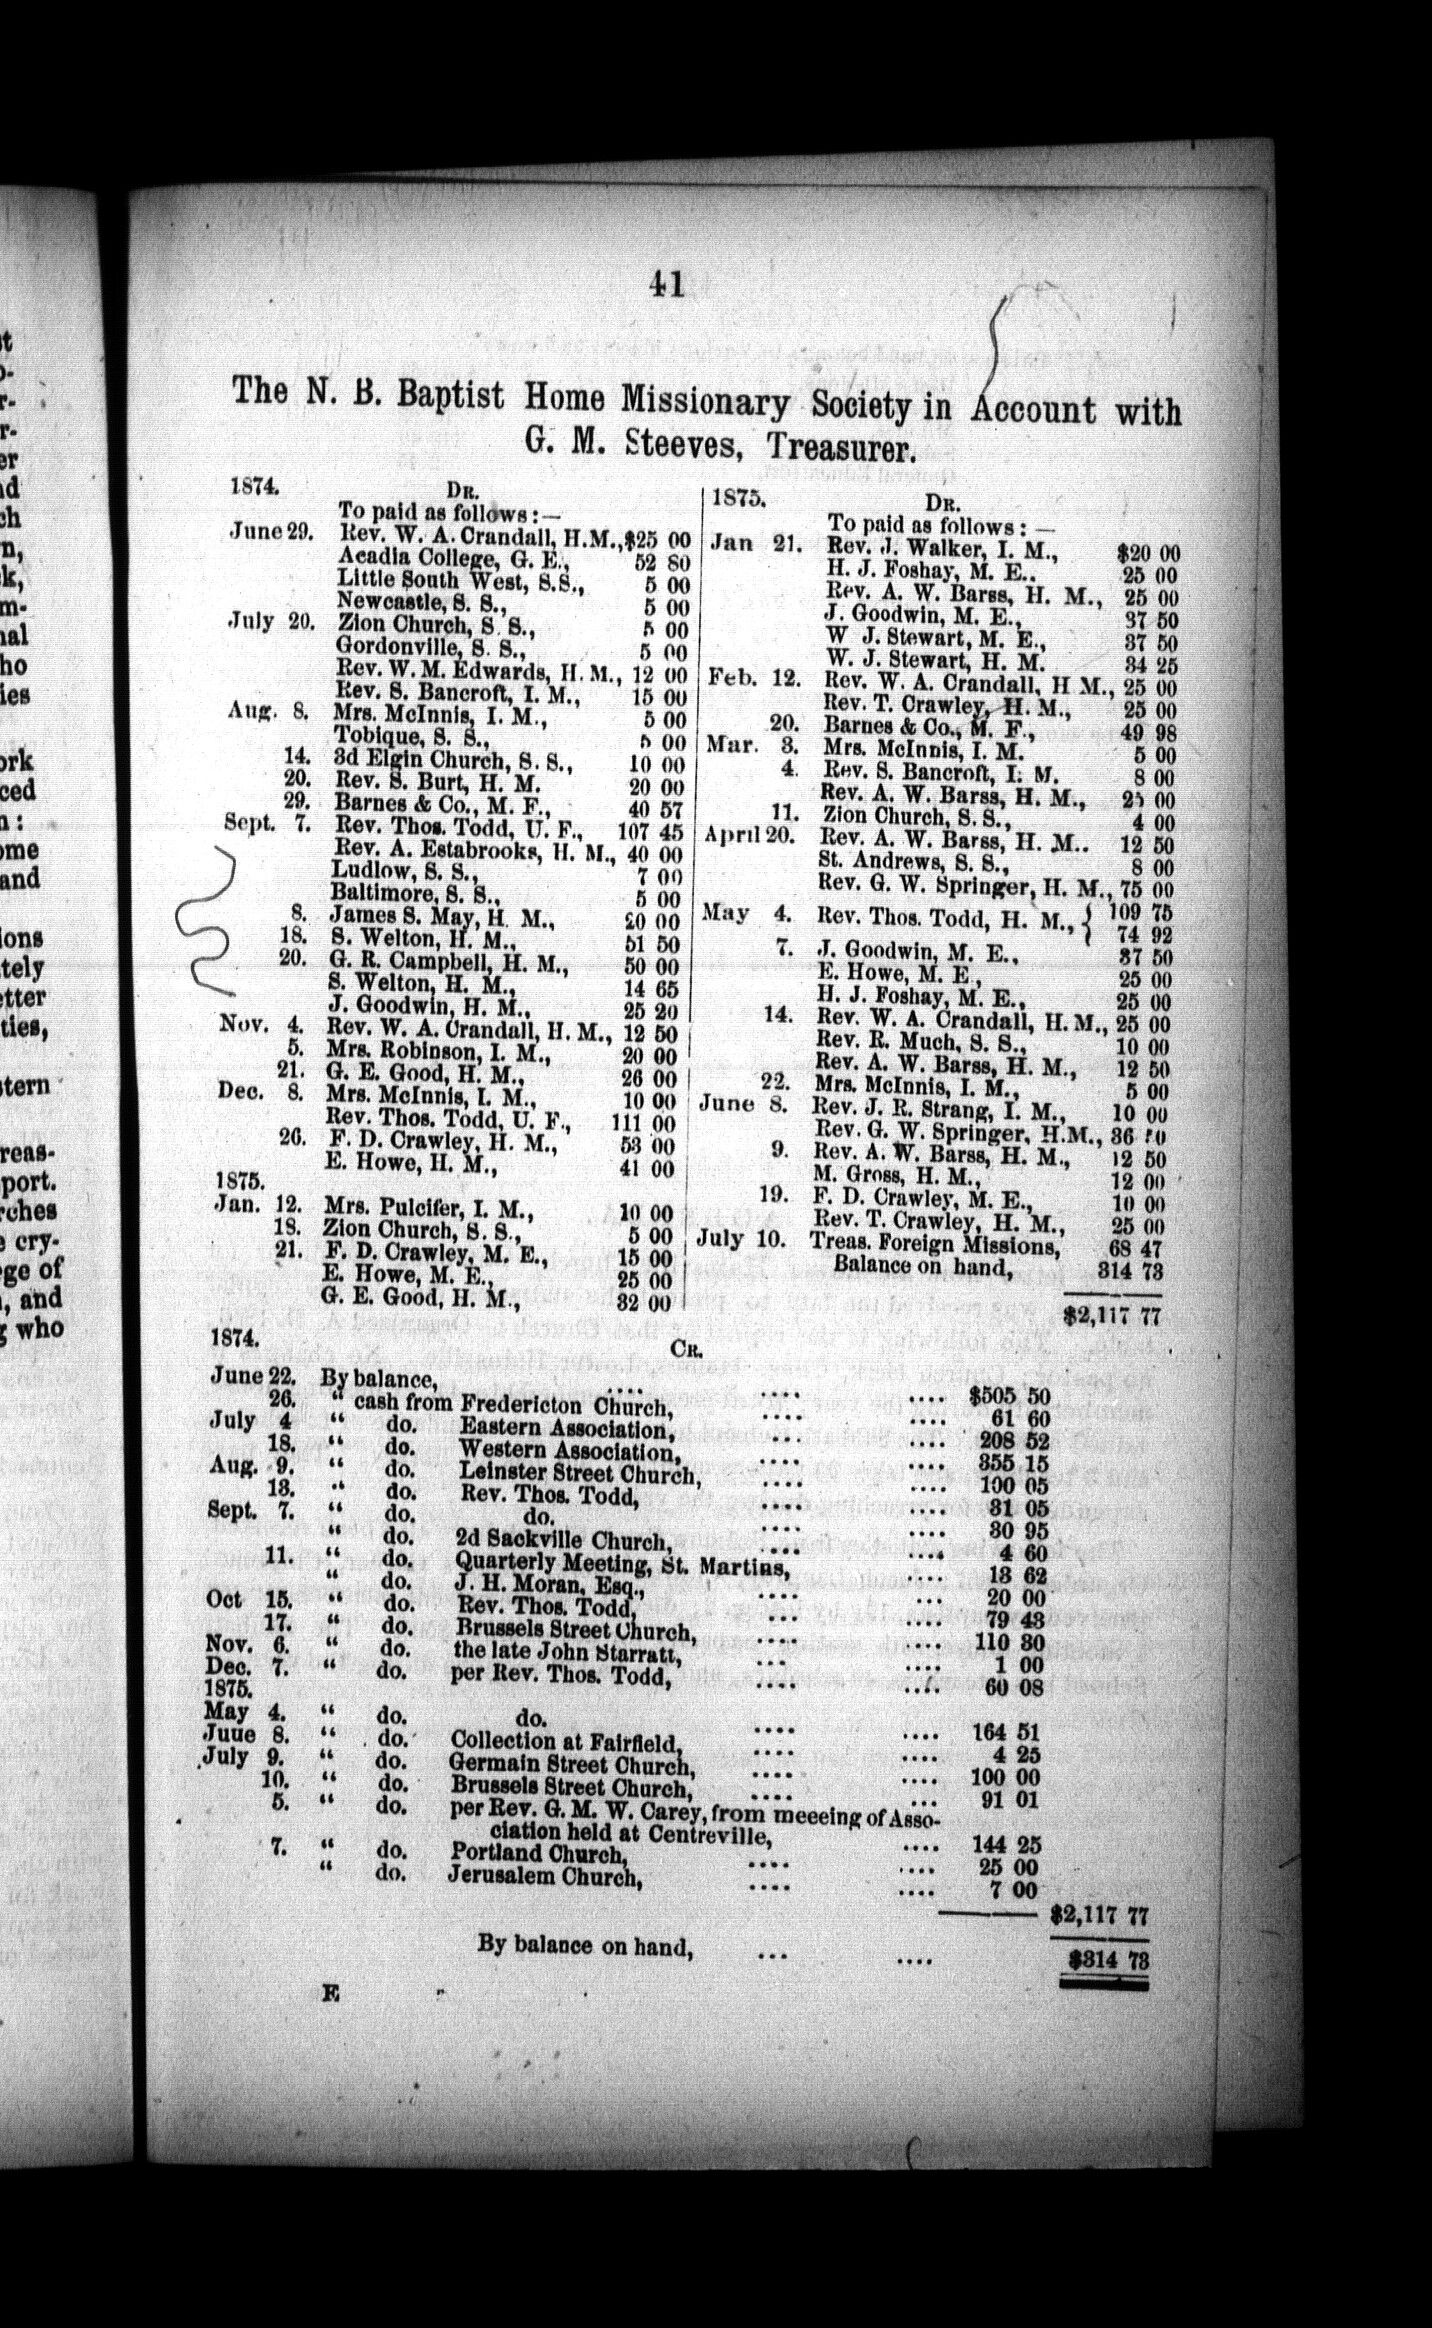 41
The N. B. Baptist Home Missionary Society in Account with
G. M. Steeves, Treasurer.
1874. DR.
To paid as follows:—
June 29. Rev. W. A. Crandall, H.M., $25 00
Acadia College, G. E., 52 80
Little South West, S.S., 5 00
Newcastle, S. S., 5 00
July 20. Zion Church, S. S., 5 00
Gordonville, S. S., 5 00
Rev. W. M. Edwards, H. M., 12 00
Rev. S. Bancroft, I. M., 15 00
Aug. 8. Mrs. McInnis, I. M., 5 00
Tobique, S. S., 5 00
14. 3d Elgin Church, S. S., 10 00
20. Rev. S. Burt, H. M. 20 00
29. Barnes & Co., M. F., 40 57
Sept. 7. Rev. Thos. Todd, U. F., 107 45
Rev. A. Estabrooks, H. M., 40 00
Ludlow, S. S., 7 00
Baltimore, S. S., 5 00
8. James S. May, H. M., 20 00
18. S. Welton, H. M., 51 50
20. G. R. Campbell, H. M., 50 00
S. Welton, H. M., 14 65
J. Goodwin, H. M., 25 20
Nov. 4. Rev. W. A. Crandall, H. M., 12 50
5. Mrs. Robinson, I. M., 20 00
21. G. E. Good, H. M., 26 00
Dec. 8. Mrs. McInnis, I. M., 10 00
Rev. Thos. Todd, U. F., 111 00
26. F. D. Crawley, H. M., 53 00
E. Howe, H. M., 41 00
1875.
Jan. 12. Mrs. Pulcifer, I. M., 10 00
18. Zion Church, S. S., 5 00
21. F. D. Crawley, M. E., 15 00
E. Howe, M. E., 25 00
G. E. Good, H. M., 32 00
1875. DR.
To paid as follows: —
Jan 21. Rev. J. Walker, I. M., $20 00
H. J. Foshay, M. E.. 25 00
Rev. A. W. Barss, H. M., 25 00
J. Goodwin, M. E., 37 50
W J. Stewart, M. E., 37 50
W. J. Stewart, H. M. 34 25
Feb. 12. Rev. W. A. Crandall, H M., 25 00
Rev. T. Crawley, H. M., 25 00
20. Barnes & Co., M. F., 49 98
Mar. 3. Mrs. McInnis, I. M. 5 00
4. Rev. S. Bancroft, I. M. 8 00
Rev. A. W. Barss, H. M., 25 00
11. Zion Church, S. S., 4 00
April 20. Rev. A. W. Barss, H. M.. 12 50
St. Andrews, S. S., 8 00
Rev. G. W. Springer, H. M., 75 00
May 4. Rev. Thos. Todd, H. M., { 109 75
74 92
7. J. Goodwin, M. E., 37 50
E. Howe, M. E , 25 00
H. J. Foshay, M. E., 25 00
14. Rev. W. A. Crandall, H. M., 25 00
Rev. R. Much, S. S., 10 00
Rev. A. W. Barss, H. M., 12 50
22. Mrs. McInnis, I. M., 5 00
June 8. Rev. J. R. Strang, I. M., 10 00
Rev. G. W. Springer, H.M., 36
9. Rev. A. W. Barss, H. M., 12 50
M. Gross, H. M., 12 00
19. F. D. Crawley, M. E., 10 00
Rev. T. Crawley, H. M., 25 00
July 10. Treas. Foreign Missions, 68 47
Balance on hand, 314 73
$2,117 77
1874. CR.
June 22. By balance, .... .... .... $505 50
26. " cash from Fredericton Church, .... .... 61 60
July 4 " do. Eastern Association, .... .... 208 52
18. " do. Western Association, .... .... 355 15
Aug. 9. " do. Leinster Street Church, .... .... 100 05
13. " do. Rev. Thos. Todd, .... .... 31 05
Sept. 7. " do. do. .... .... 30 95
" do. 2d Sackville Church, .... .... 4 60
11. " do. Quarterly Meeting, St. Martins, .... 13 62
" do. J. H. Moran, Esq., .... ... 20 00
Oct 15. " do. Rev. Thos. Todd, .... .... 79 43
17. " do. Brussels Street Church, .... .... 110 30
Nov. 6. " do. the late John Starratt, ... .... 1 00
Dec. 7. " do. per Rev. Thos. Todd, .... .... 60 08
1875.
May 4. " do. do. .... .... 164 51
Juue 8. " do. Collection at Fairfield, .... .... 4 25
July 9. " do. Germain Street Church, .... .... 100 00
10. " do. Brussels Street Church, .... ... 91 01
5. " do. per Rev. G. M. W. Carey, from meeeing of Asso-
ciation held at Centreville, .... 144 25
7. " do. Portland Church, .... .... 25 00
" do. Jerusalem Church, .... .... 7 00
$2,117 77
By balance on hand, ... .... $314 73
E